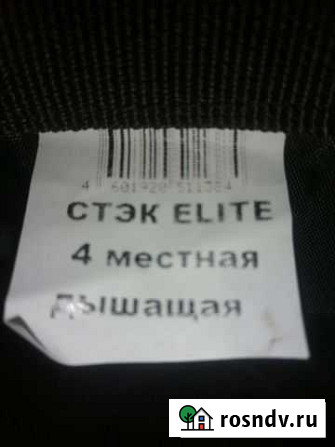 СТЭК ELITE
4 местная
дышащая
rosndv.ru